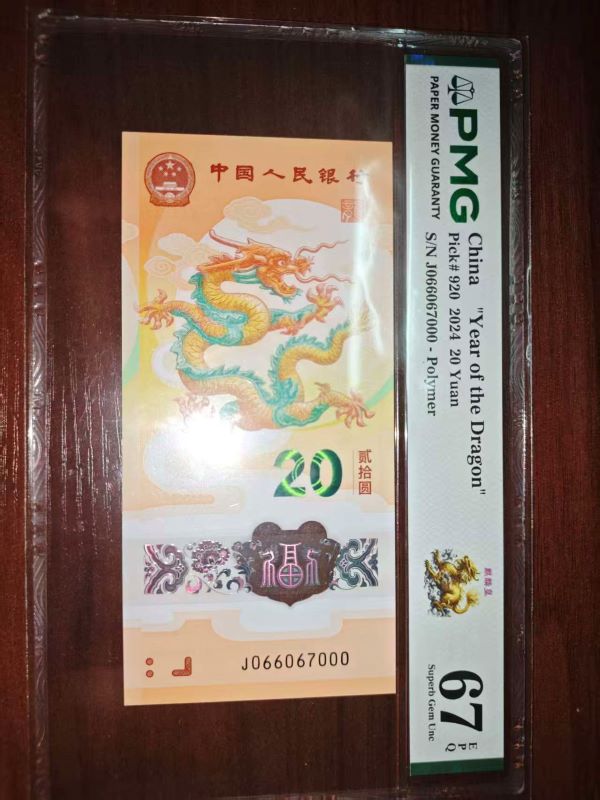 中国人民银行
20
贰拾圆
福
J066067000
PMG
PAPER MONEY GUARANTY
China "Year of the Dragon"
Pick# 920 2024 20 Yuan
S/N J066067000 - Polymer
67 EPQ
Superb Gem Unc